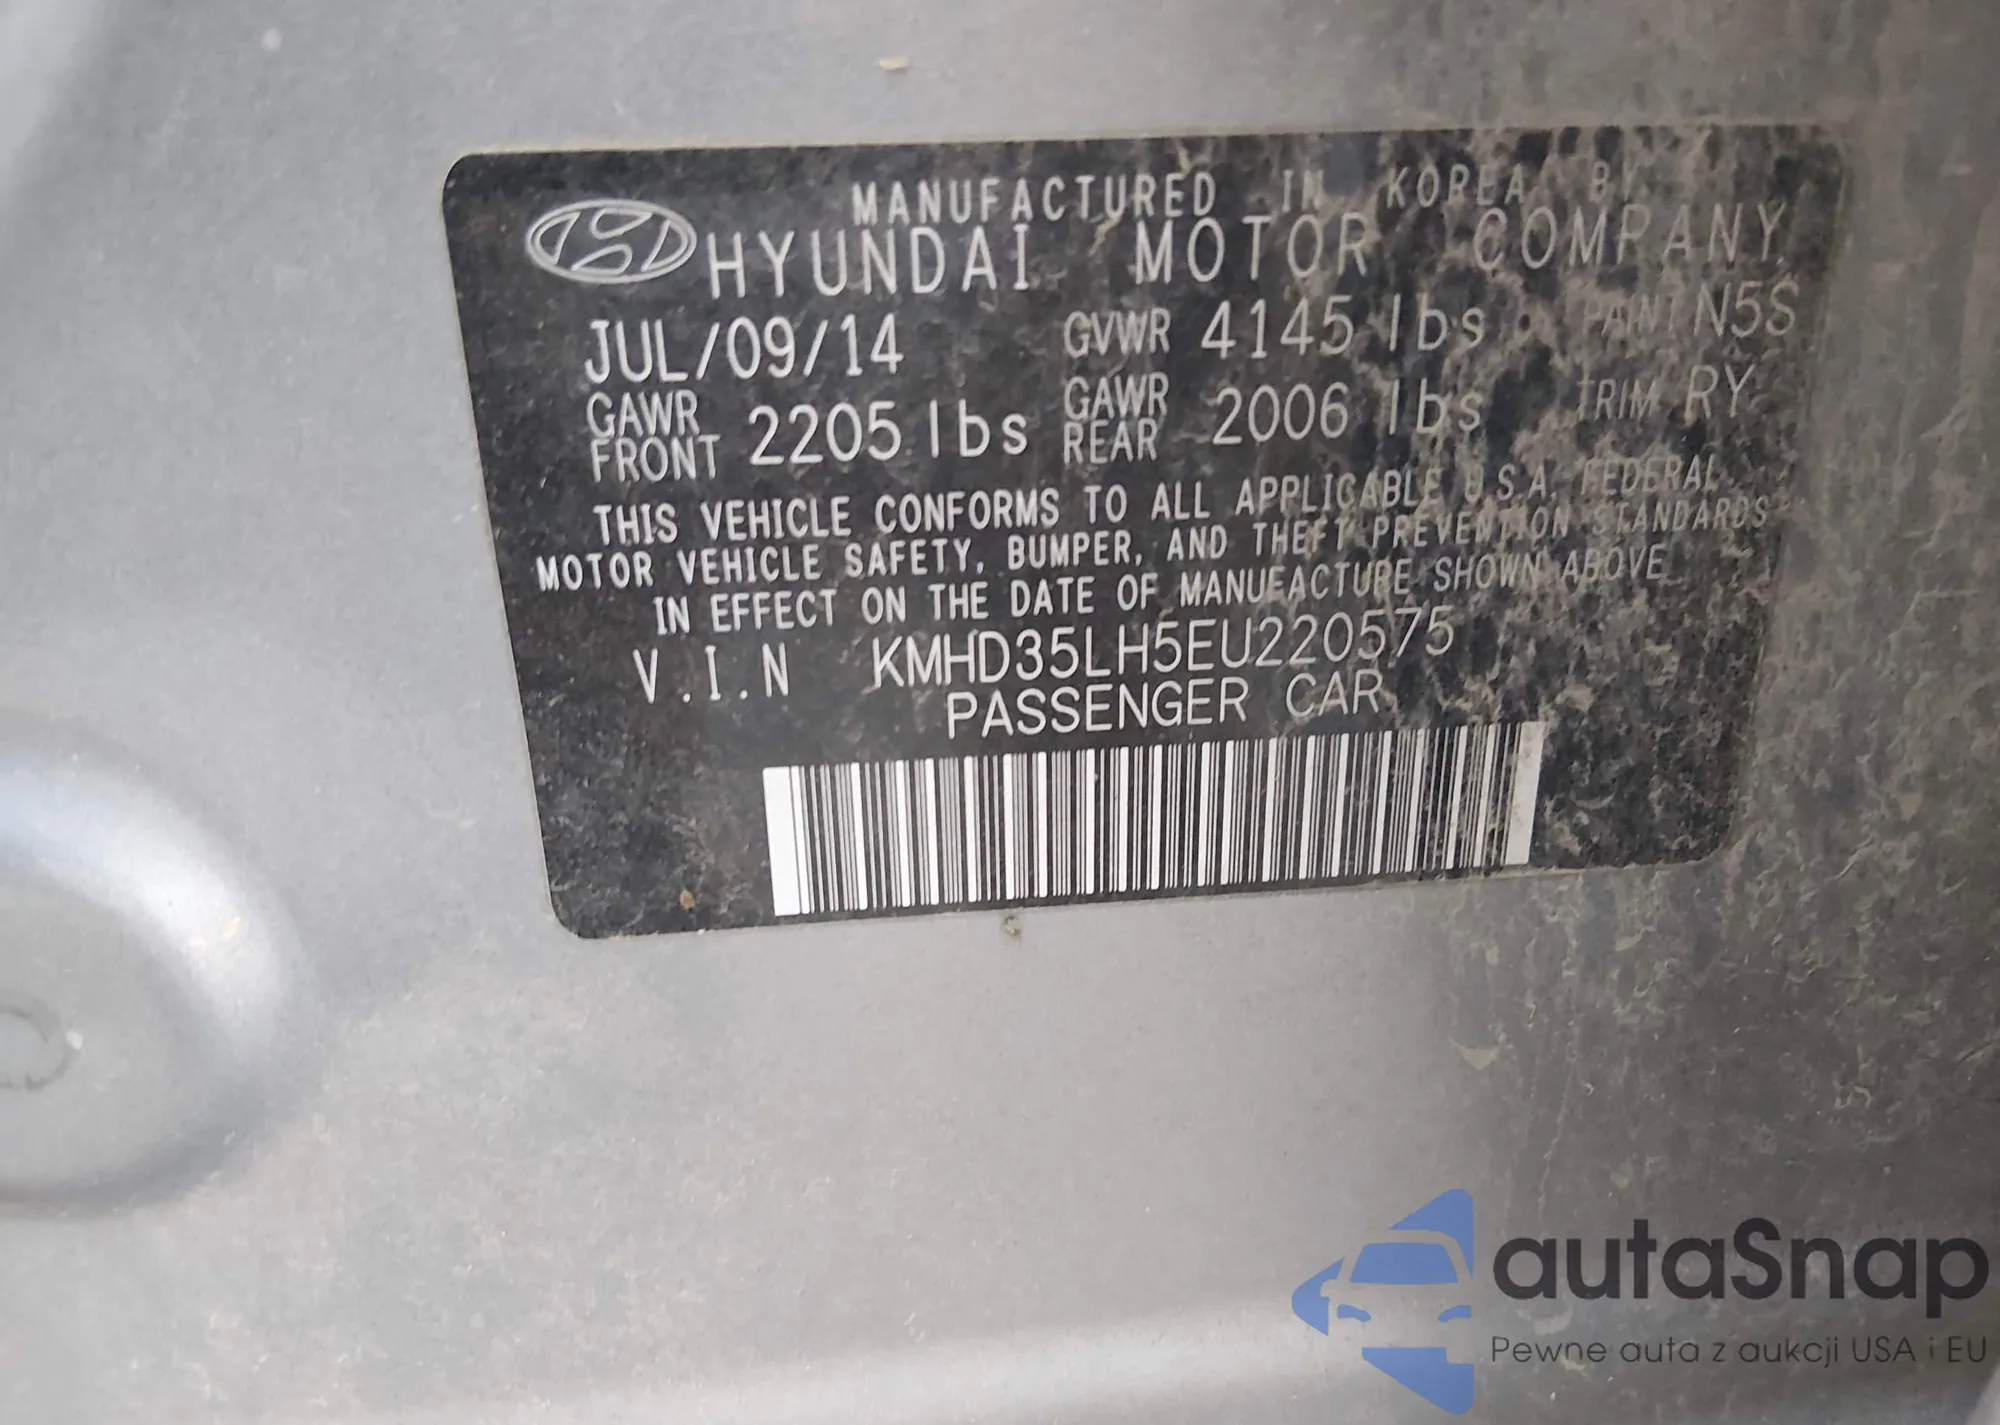 MANUFACTURED IN KOREA BY
HYUNDAI MOTOR COMPANY
JUL/09/14 GVWR 4145 lbs PAINT N5S
GAWR FRONT 2205 lbs GAWR REAR 2006 lbs TRIM RY
THIS VEHICLE CONFORMS TO ALL APPLICABLE U.S.A. FEDERAL
MOTOR VEHICLE SAFETY, BUMPER, AND THEFT PREVENTION STANDARDS
IN EFFECT ON THE DATE OF MANUFACTURE SHOWN ABOVE
V.I.N KMHD35LH5EU220575
PASSENGER CAR
autaSnap
Pewne auta z aukcji USA i EU